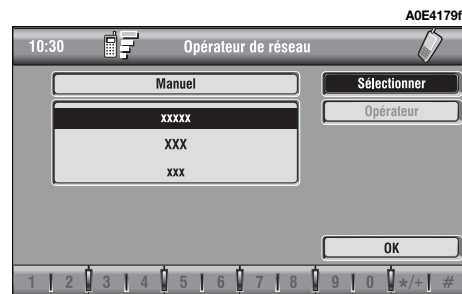 A0E4179f
10:30 Opérateur de réseau
Manuel
Sélectionner
xxxxx
Opérateur
XXX
xxx
OK
1 2 3 4 5 6 7 8 9 0 */+ #